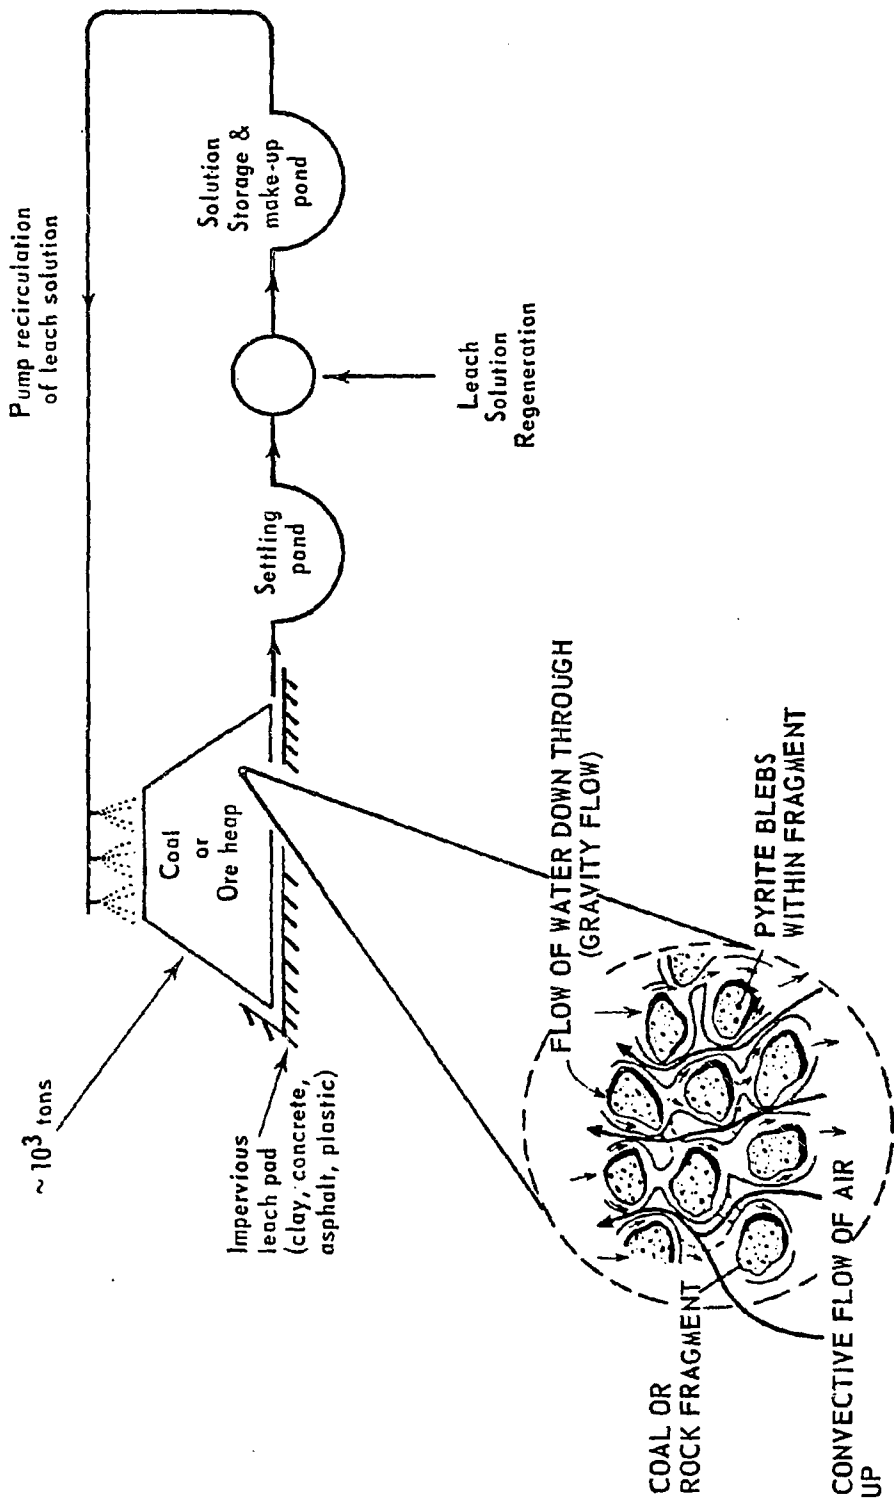 Pump recirculation
of leach solution
~10³ tons
Coal
or
Ore heap
Impervious
leach pad
(clay, concrete,
asphalt, plastic)
Settling
pond
Leach
Solution
Regeneration
Solution
Storage &
make-up
pond
FLOW OF WATER DOWN THROUGH
(GRAVITY FLOW)
PYRITE BLEBS
WITHIN FRAGMENT
COAL OR
ROCK FRAGMENT
CONVECTIVE FLOW OF AIR
UP